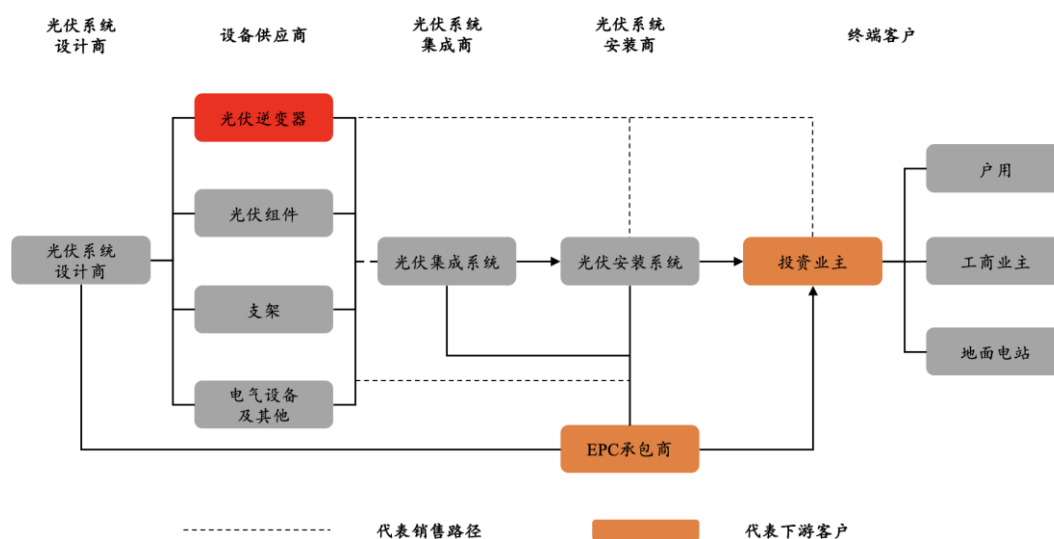 光伏系统
设计商
设备供应商
光伏系统
集成商
光伏系统
安装商
终端客户
光伏逆变器
光伏组件
支架
电气设备
及其他
光伏系统
设计商
光伏集成系统
光伏安装系统
投资业主
户用
工商业主
地面电站
EPC承包商
代表销售路径
代表下游客户